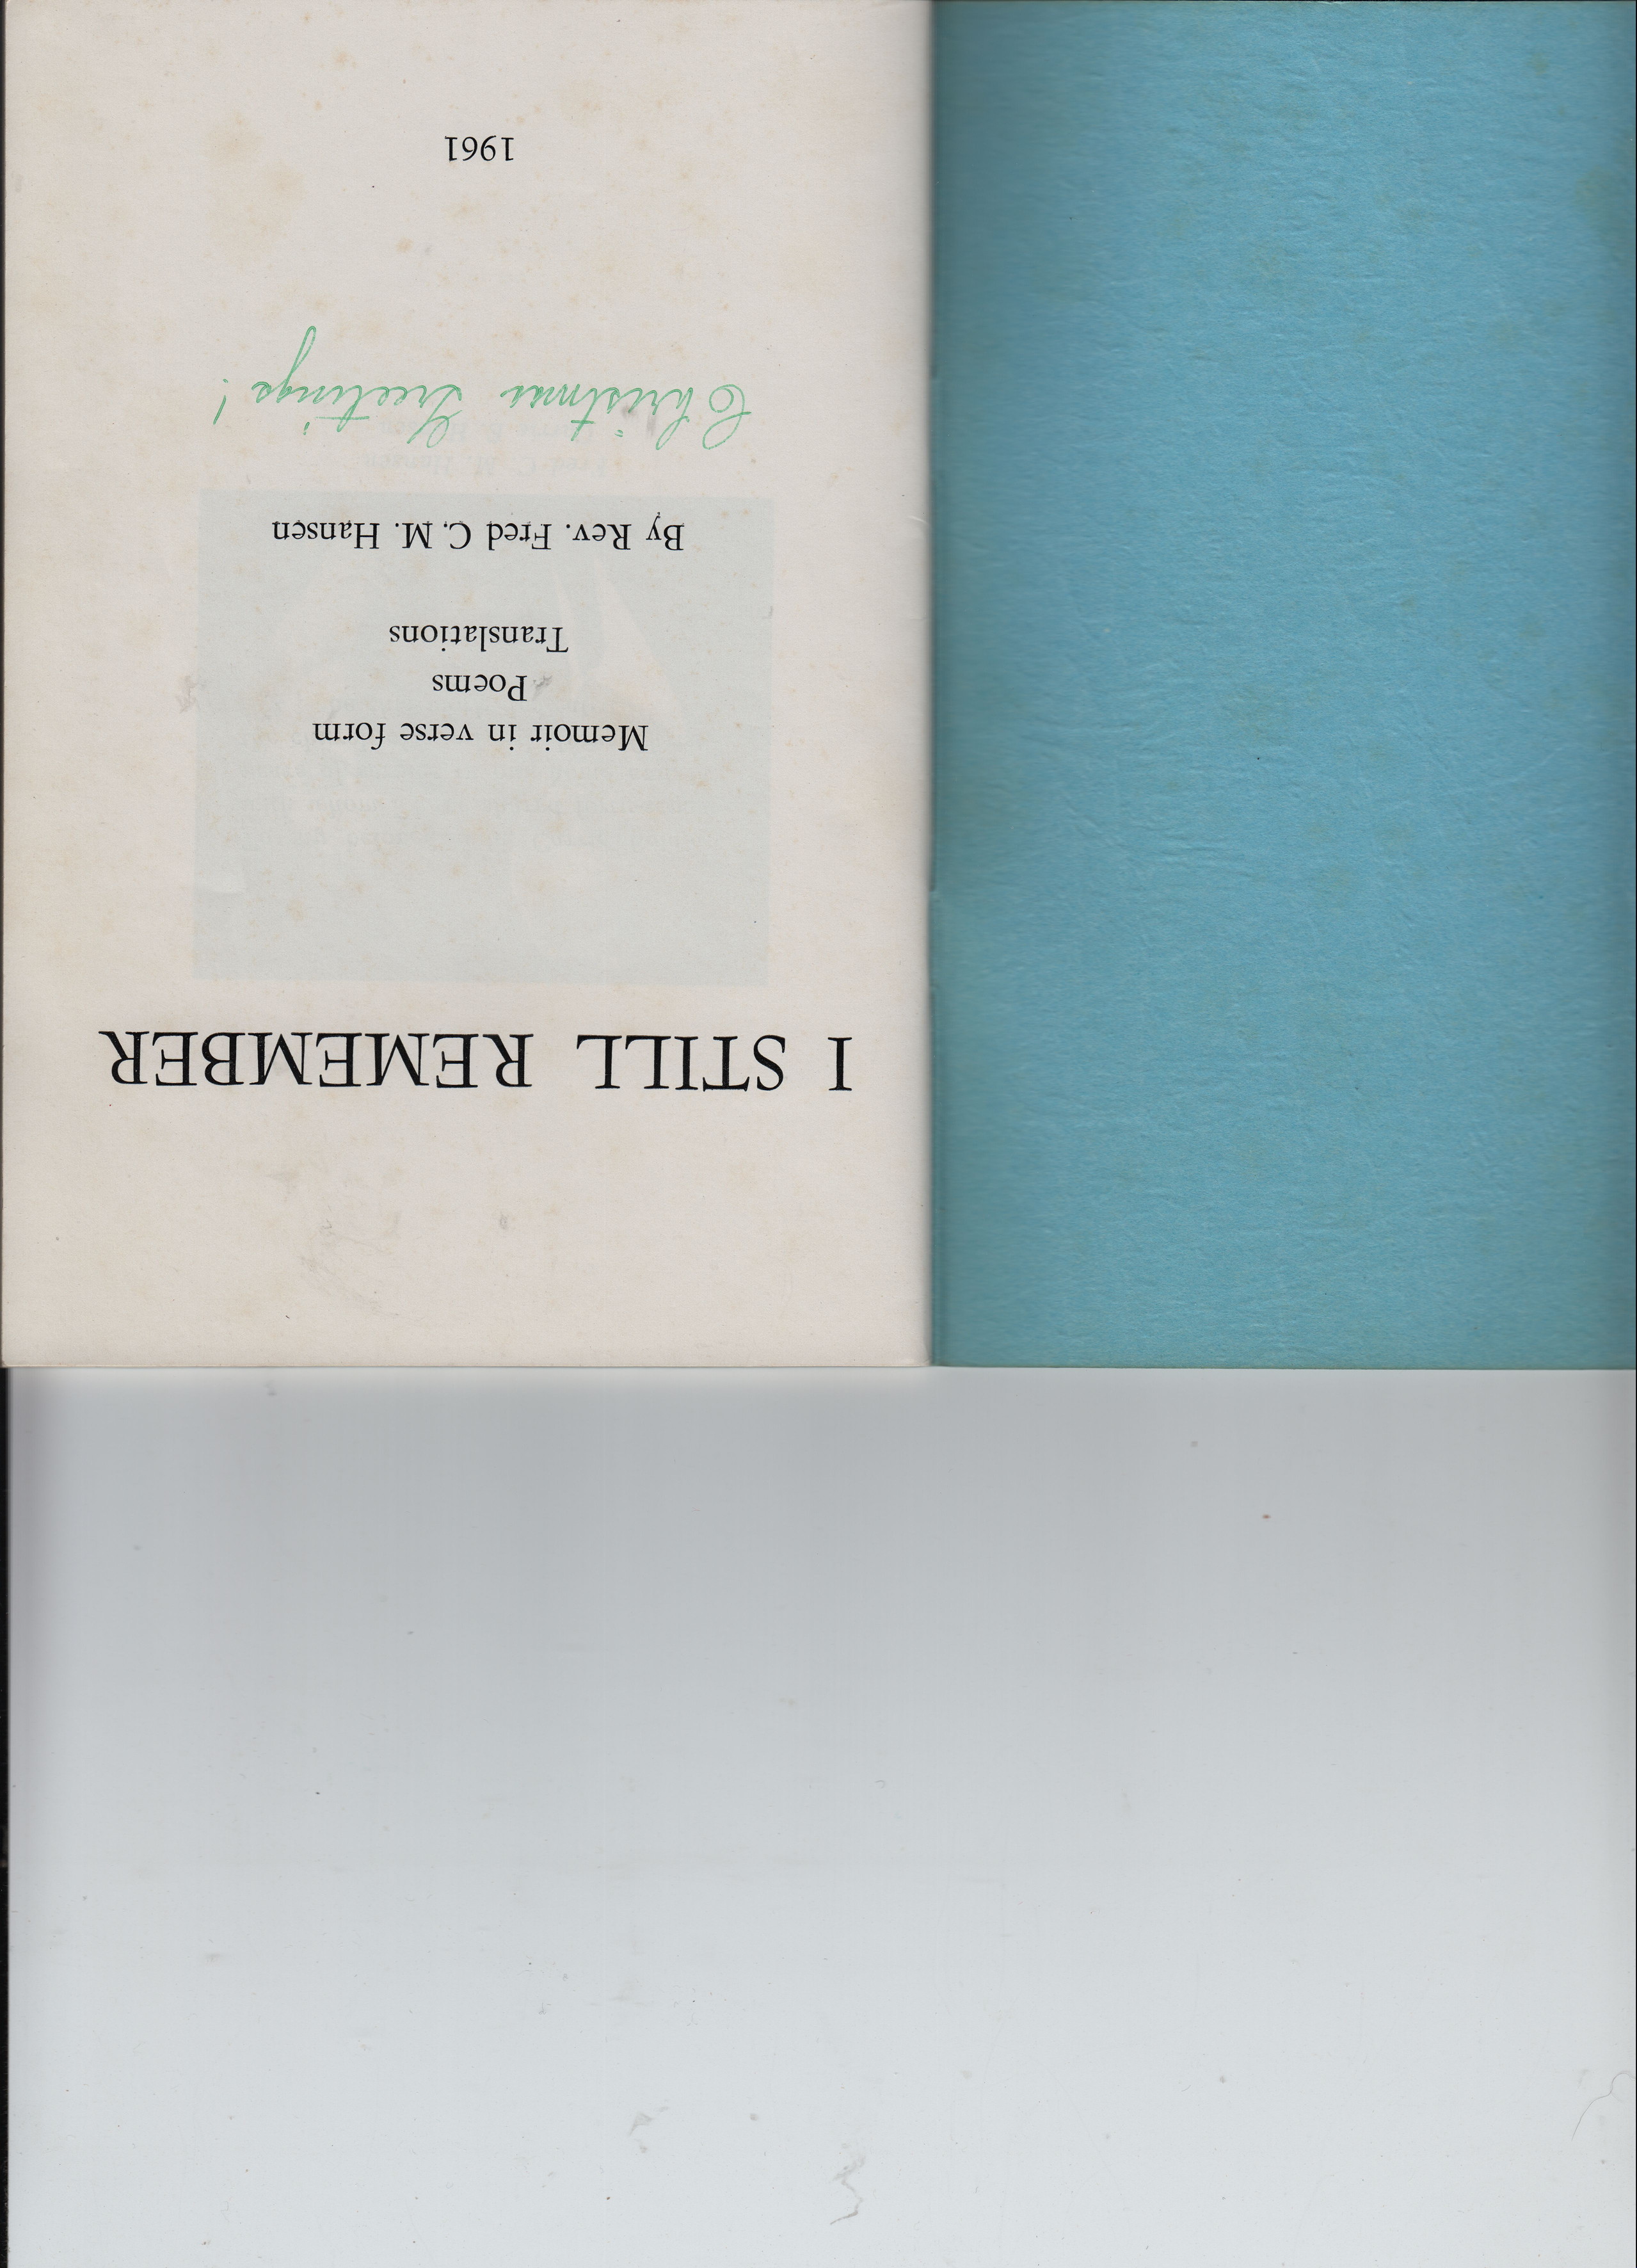 I STILL REMEMBER
Memoir in verse form
Poems
Translations
By Rev. Fred C. M. Hansen
Christmas Greetings!
1961